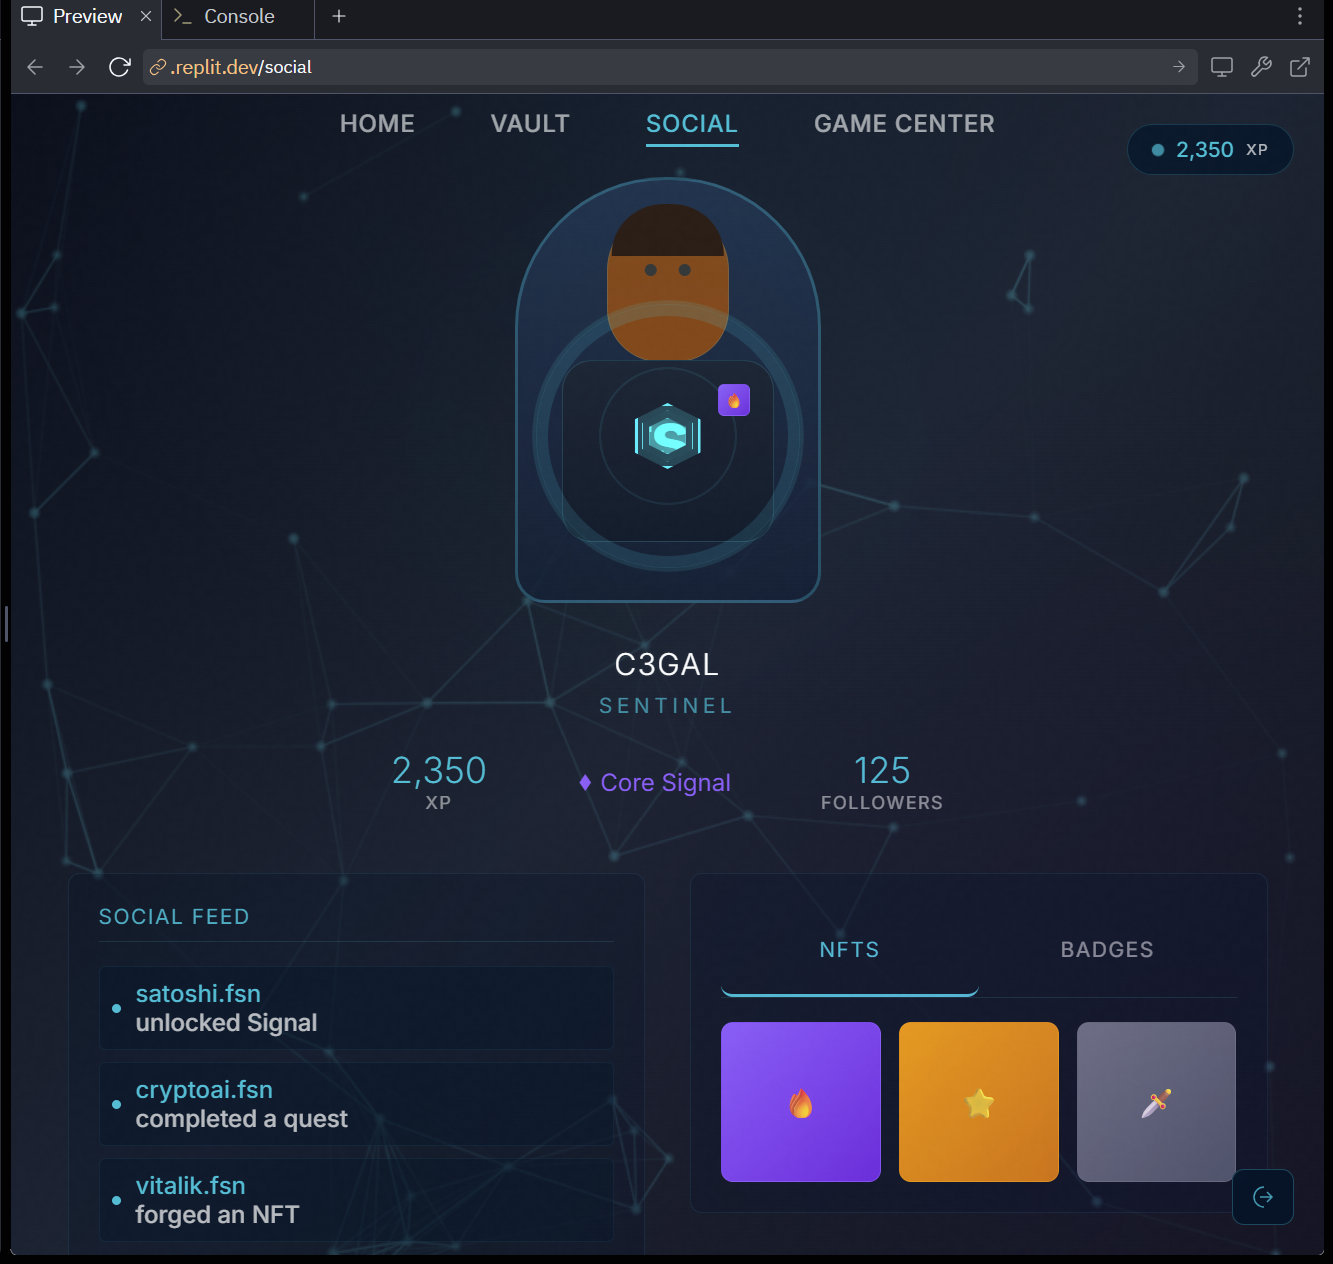 Preview
Console
.replit.dev/social
HOME
VAULT
SOCIAL
GAME CENTER
2,350 XP
S
C3GAL
SENTINEL
2,350
XP
Core Signal
125
FOLLOWERS
SOCIAL FEED
satoshi.fsn
unlocked Signal
cryptoai.fsn
completed a quest
vitalik.fsn
forged an NFT
NFTS
BADGES